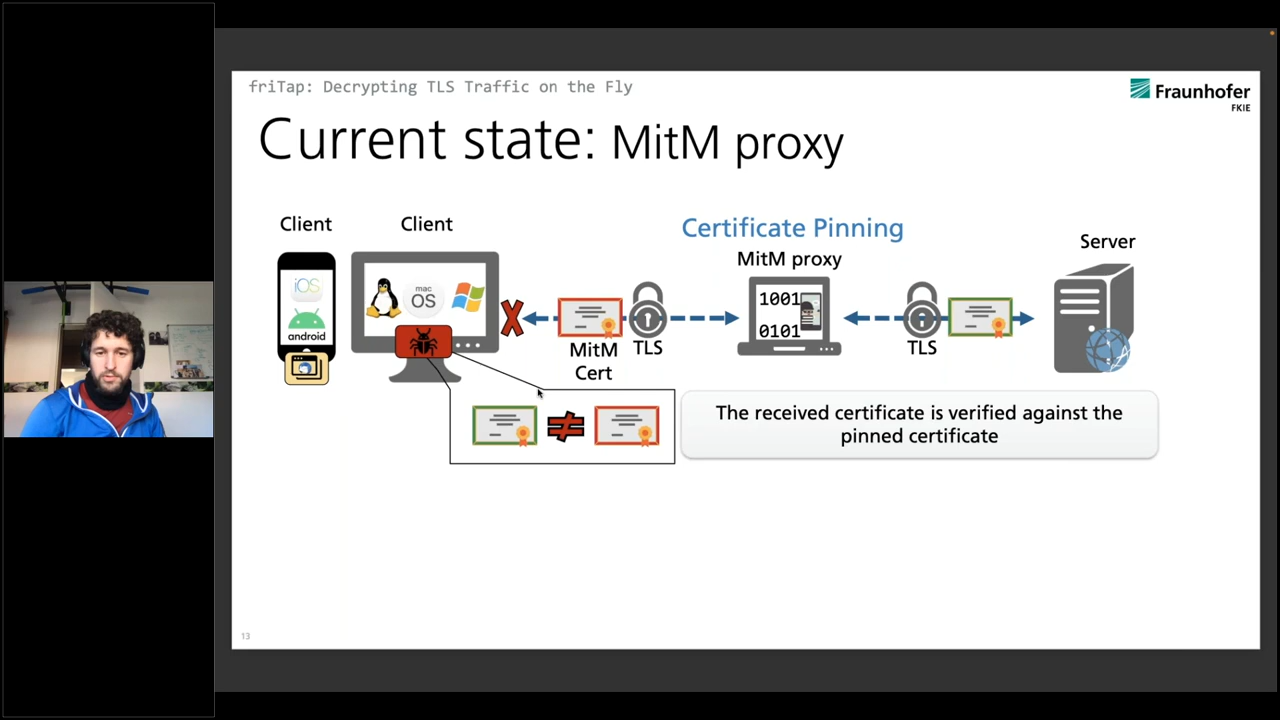 friTap: Decrypting TLS Traffic on the Fly
Fraunhofer
FKIE
Current state: MitM proxy
Client
Client
Certificate Pinning
MitM proxy
Server
iOS
android
mac
OS
1001
0101
MitM
Cert
TLS
TLS
The received certificate is verified against the
pinned certificate
13